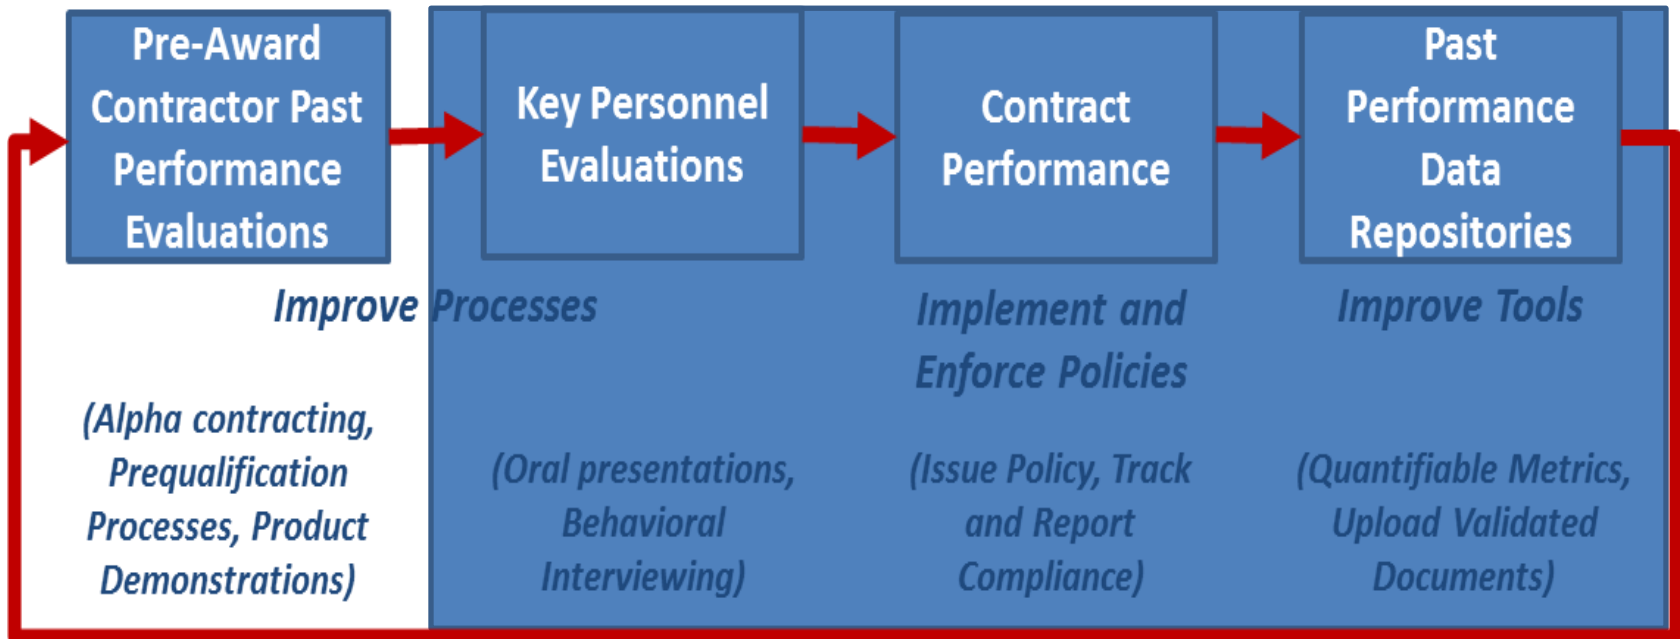 Pre-Award
Contractor Past
Performance
Evaluations
Key Personnel
Evaluations
Contract
Performance
Past
Performance
Data
Repositories
Improve Processes
Implement and
Enforce Policies
Improve Tools
(Alpha contracting,
Prequalification
Processes, Product
Demonstrations)
(Oral presentations,
Behavioral
Interviewing)
(Issue Policy, Track
and Report
Compliance)
(Quantifiable Metrics,
Upload Validated
Documents)